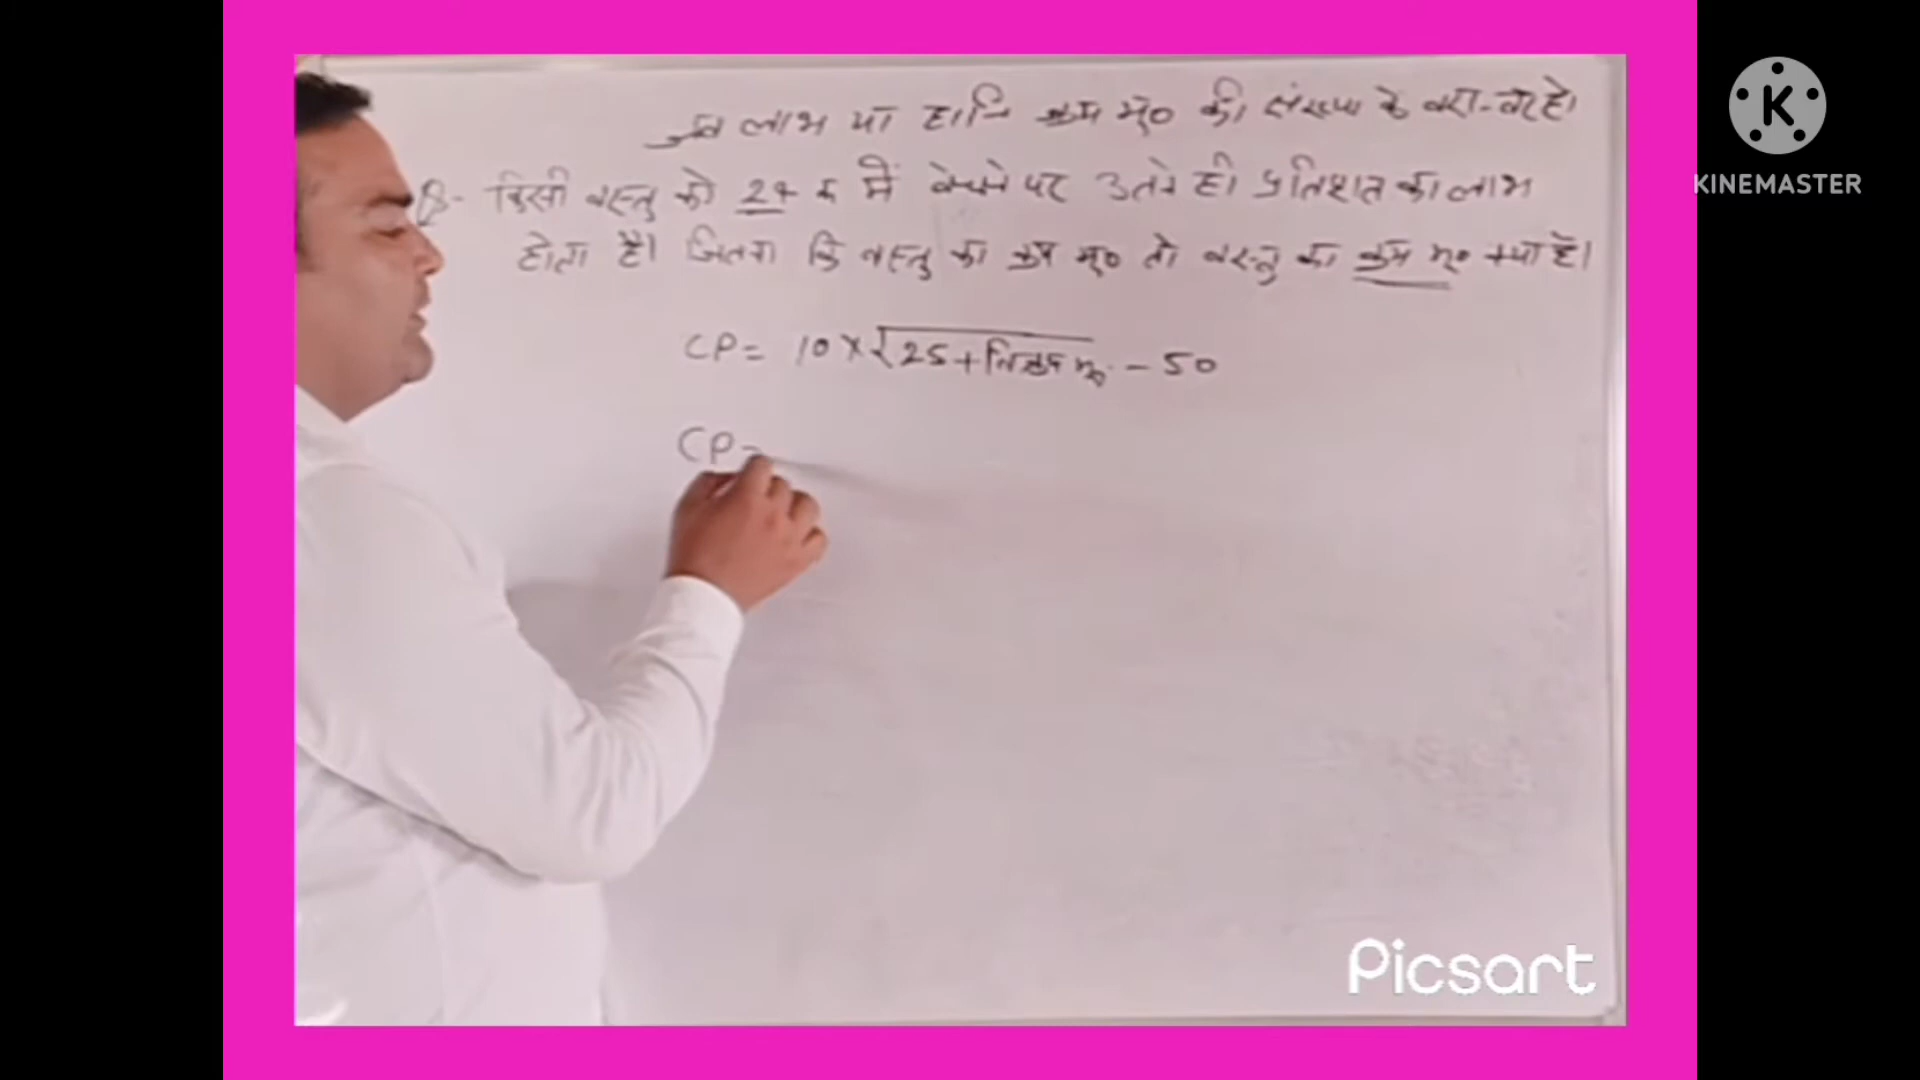 जब लाभ या हानि क्रय मू० की संख्या के बरा-बर है।
Q- किसी वस्तु को 24 रु में बेचने पर उतने ही प्रतिशत का लाभ
होता है। जितना कि वस्तु का क्रय मू० तो वस्तु का क्रय मू० क्या है।
CP = 10 × √25 + विक्रय मू० - 50
CP =
K
KINEMASTER
Picsart